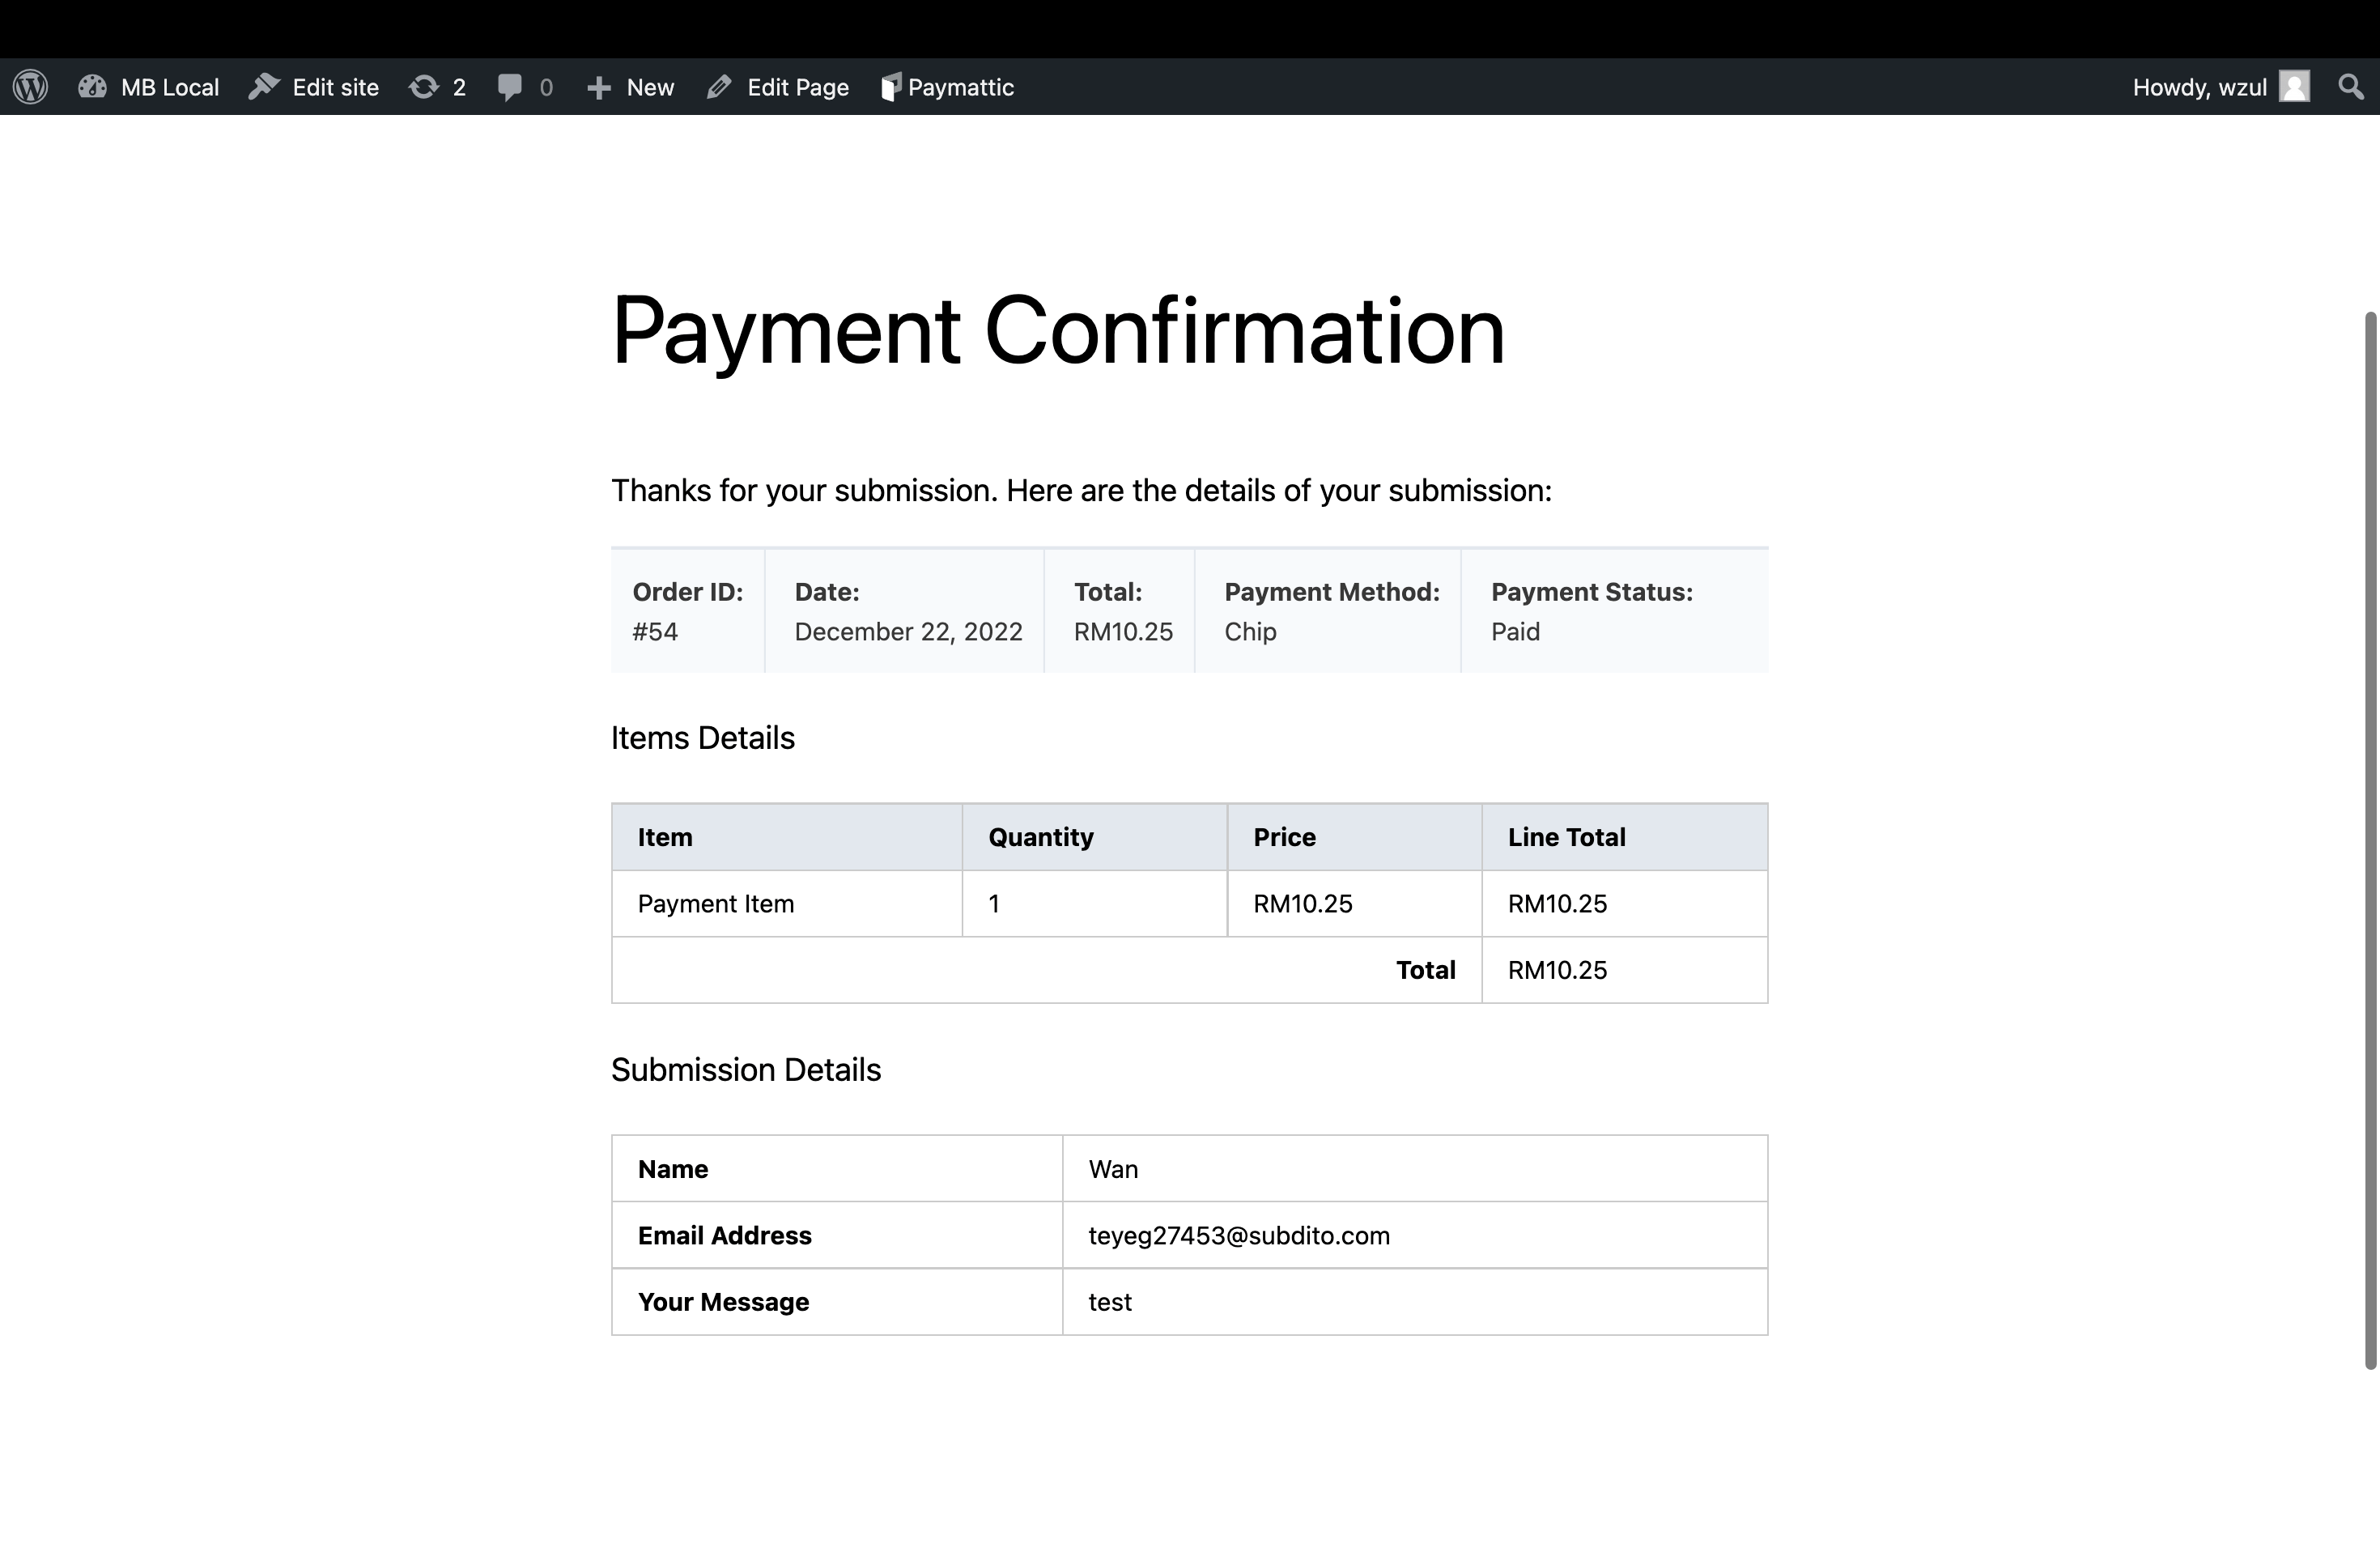 MB Local Edit site 2 0 New Edit Page Paymattic Howdy, wzul
Payment Confirmation
Thanks for your submission. Here are the details of your submission:
Order ID: Date: Total: Payment Method: Payment Status:
#54 December 22, 2022 RM10.25 Chip Paid
Items Details
Item Quantity Price Line Total
Payment Item 1 RM10.25 RM10.25
Total RM10.25
Submission Details
Name Wan
Email Address teyeg27453@subdito.com
Your Message test